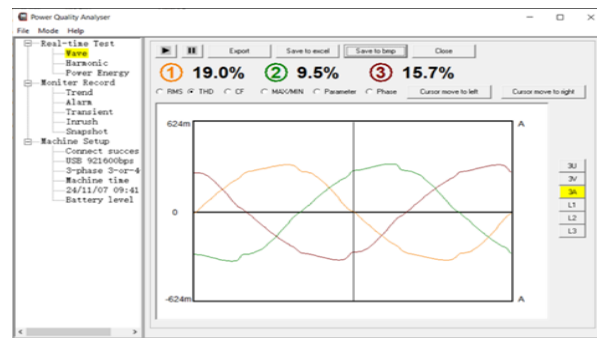 Power Quality Analyser
File Mode Help
Real-time Test
Wave
Harmonic
Power Energy
Moniter Record
Trend
Alarm
Transient
Inrush
Snapshot
Machine Setup
Connect succes
USB 921600bps
3-phase 3-or-4
Machine time
24/11/07 09:41
Battery level
Export Save to excel Save to bmp Close
1 19.0% 2 9.5% 3 15.7%
RMS THD CF MAX/MIN Parameter Phase Cursor move to left Cursor move to right
624m A
0
-624m A
3U
3V
3A
L1
L2
L3